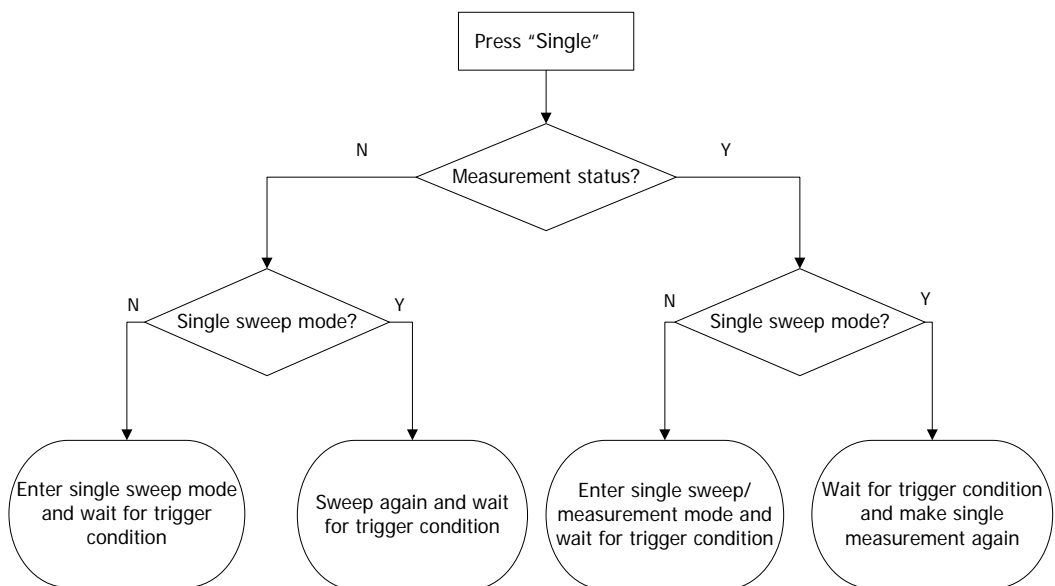 Press “Single”
N
Y
Measurement status?
N
Single sweep mode?
Y
N
Single sweep mode?
Y
Enter single sweep mode
and wait for trigger
condition
Sweep again and wait
for trigger condition
Enter single sweep/
measurement mode and
wait for trigger condition
Wait for trigger condition
and make single
measurement again